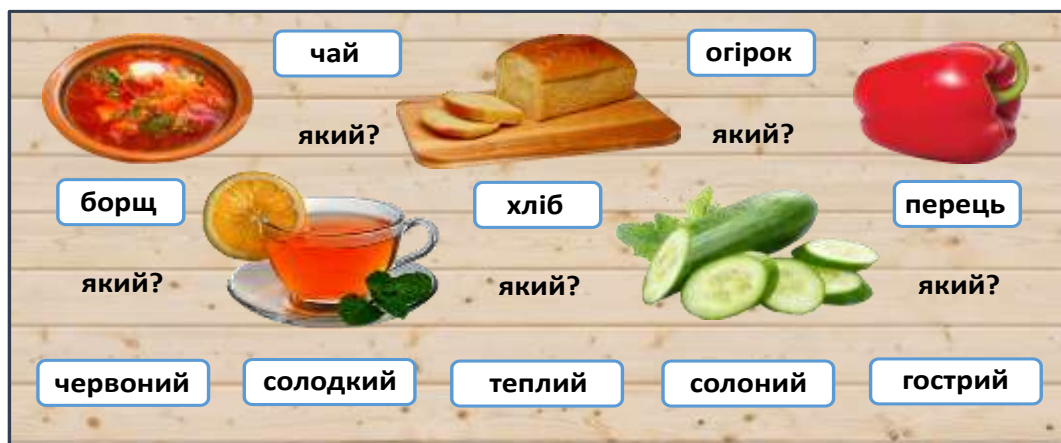 чай
огірок
який?
який?
борщ
хліб
перець
який?
який?
який?
червоний
солодкий
теплий
солоний
гострий